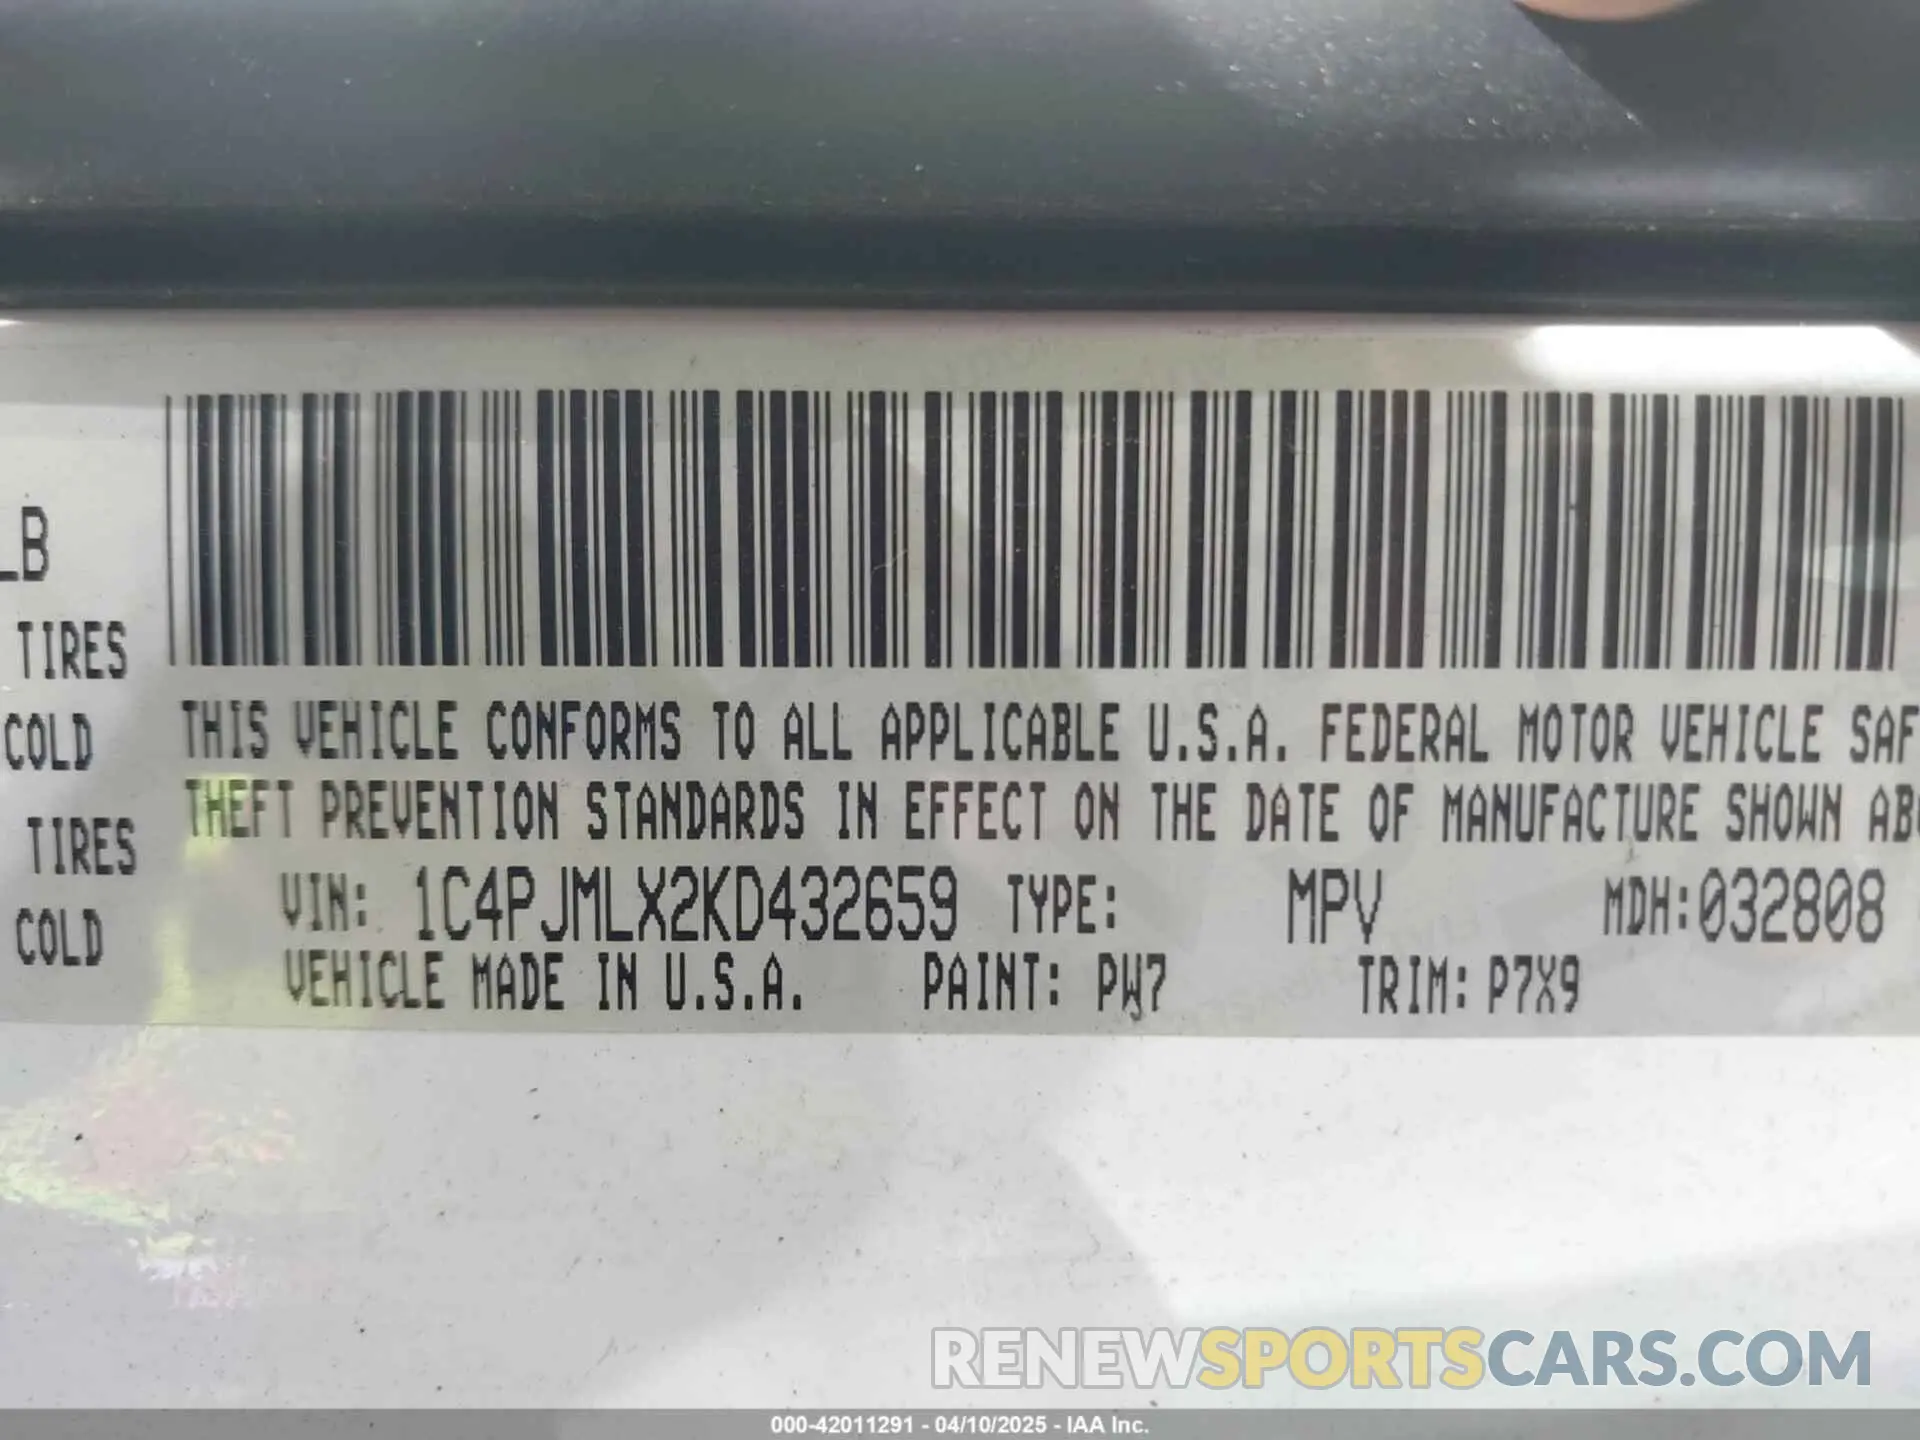 LB
TIRES
COLD
TIRES
COLD
THIS VEHICLE CONFORMS TO ALL APPLICABLE U.S.A. FEDERAL MOTOR VEHICLE SAF
THEFT PREVENTION STANDARDS IN EFFECT ON THE DATE OF MANUFACTURE SHOWN ABO
VIN: 1C4PJMLX2KD432659 TYPE: MPV MDH:032808
VEHICLE MADE IN U.S.A. PAINT: PW7 TRIM: P7X9
RENEWSPORTSCARS.COM
000-42011291 - 04/10/2025 - IAA Inc.